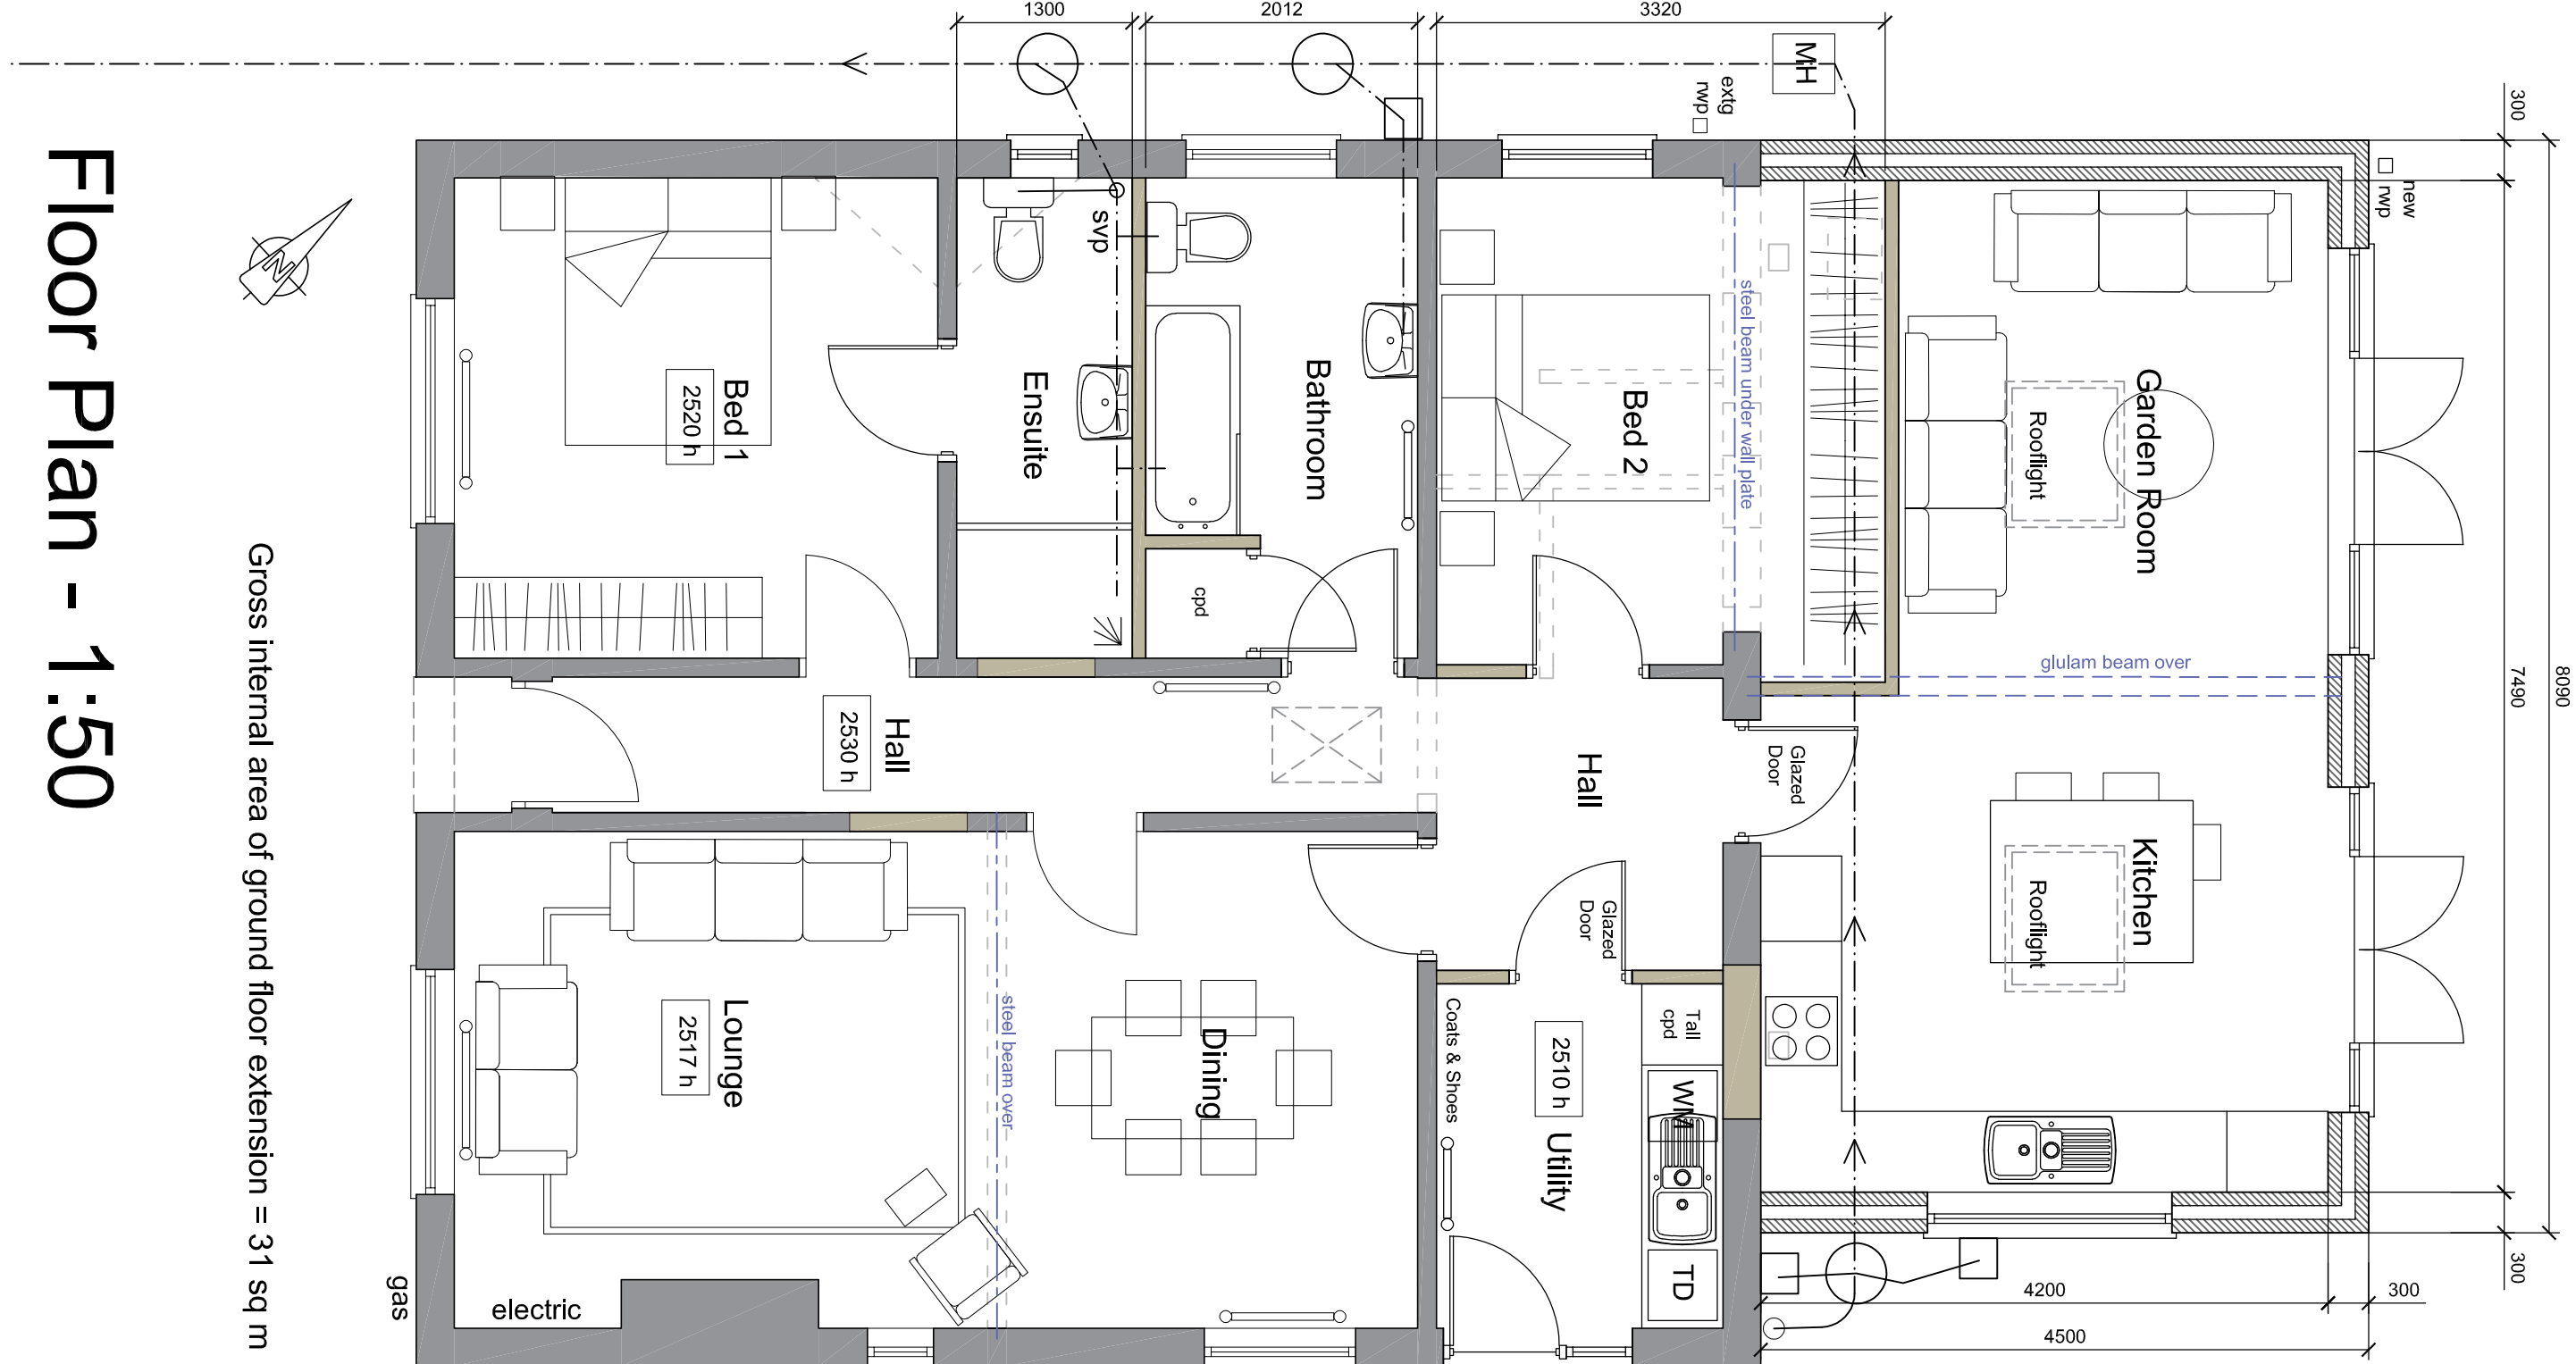 Floor Plan - 1:50
Gross internal area of ground floor extension = 31 sq m
N
1300
2012
3320
MH
extg
rwp
new
rwp
300
8090
7490
300
4200
300
4500
svp
Bed 1
2520 h
Ensuite
Bathroom
cpd
Bed 2
steel beam under wall plate
Garden Room
Rooflight
glulam beam over
Hall
2530 h
Hall
Glazed
Door
Glazed
Door
Kitchen
Rooflight
Lounge
2517 h
steel beam over
Dining
Coats & Shoes
2510 h
Utility
Tall
cpd
WM
TD
gas
electric